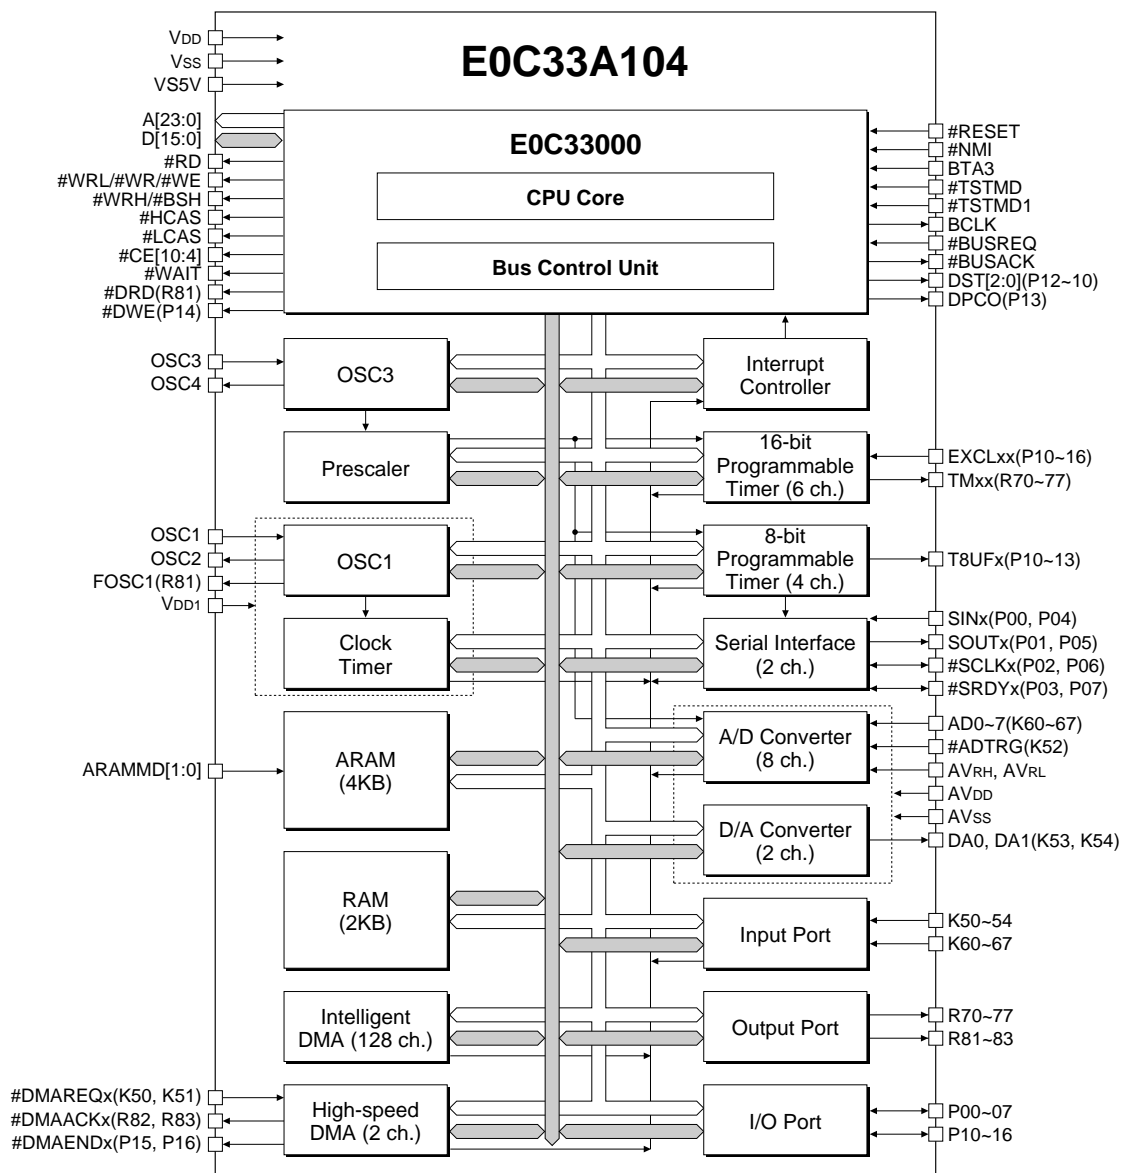 E0C33A104
VDD
VSS
VS5V
A[23:0]
D[15:0]
#RD
#WRL/#WR/#WE
#WRH/#BSH
#HCAS
#LCAS
#CE[10:4]
#WAIT
#DRD(R81)
#DWE(P14)
E0C33000
CPU Core
Bus Control Unit
#RESET
#NMI
BTA3
#TSTMD
#TSTMD1
BCLK
#BUSREQ
#BUSACK
DST[2:0](P12~10)
DPCO(P13)
OSC3
OSC4
OSC3
Interrupt
Controller
Prescaler
16-bit
Programmable
Timer (6 ch.)
EXCLxx(P10~16)
TMxx(R70~77)
OSC1
OSC2
FOSC1(R81)
VDD1
OSC1
8-bit
Programmable
Timer (4 ch.)
T8UFx(P10~13)
Clock
Timer
Serial Interface
(2 ch.)
SINx(P00, P04)
SOUTx(P01, P05)
#SCLKx(P02, P06)
#SRDYx(P03, P07)
ARAMMD[1:0]
ARAM
(4KB)
A/D Converter
(8 ch.)
AD0~7(K60~67)
#ADTRG(K52)
AVRH, AVRL
AVDD
AVSS
D/A Converter
(2 ch.)
DA0, DA1(K53, K54)
RAM
(2KB)
Input Port
K50~54
K60~67
Intelligent
DMA (128 ch.)
Output Port
R70~77
R81~83
#DMAREQx(K50, K51)
#DMAACKx(R82, R83)
#DMAENDx(P15, P16)
High-speed
DMA (2 ch.)
I/O Port
P00~07
P10~16